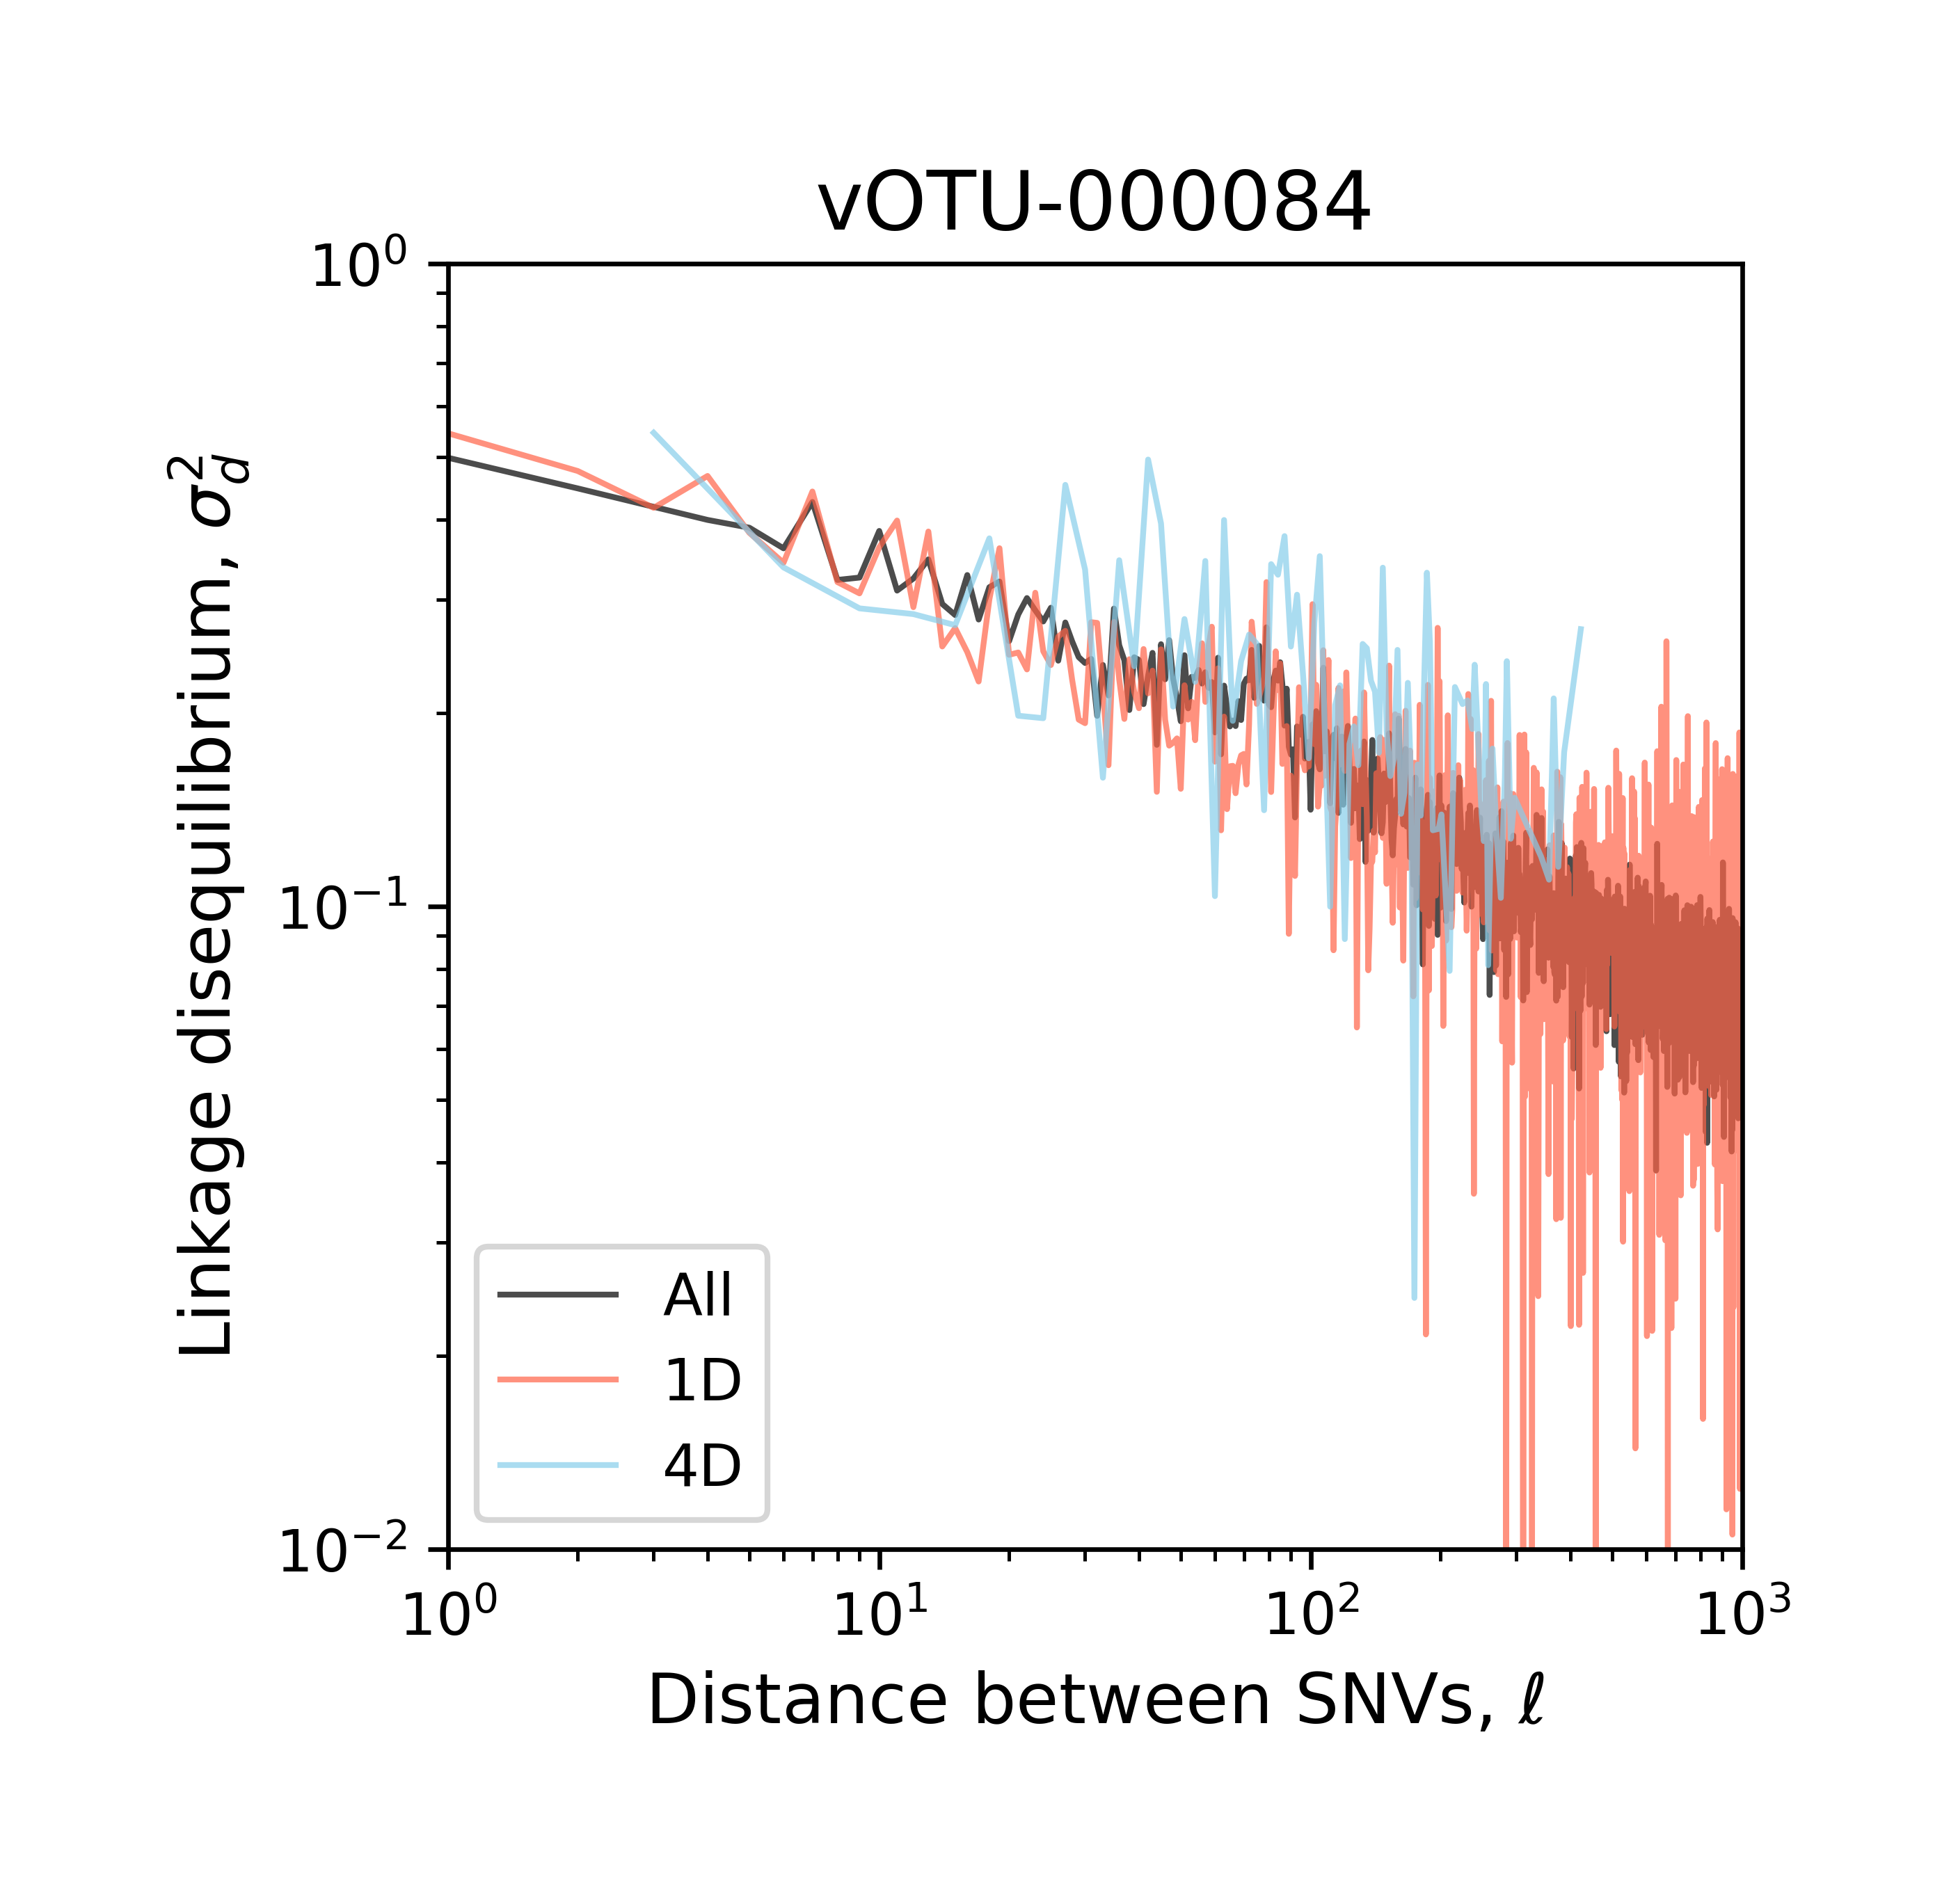 vOTU-000084
Linkage disequilibrium, σ_d^2
10^0
10^−1
10^−2
All
1D
4D
10^0
10^1
10^2
10^3
Distance between SNVs, ℓ